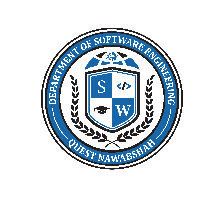 DEPARTMENT OF SOFTWARE ENGINEERING
S </>
W
QUEST NAWABSHAH